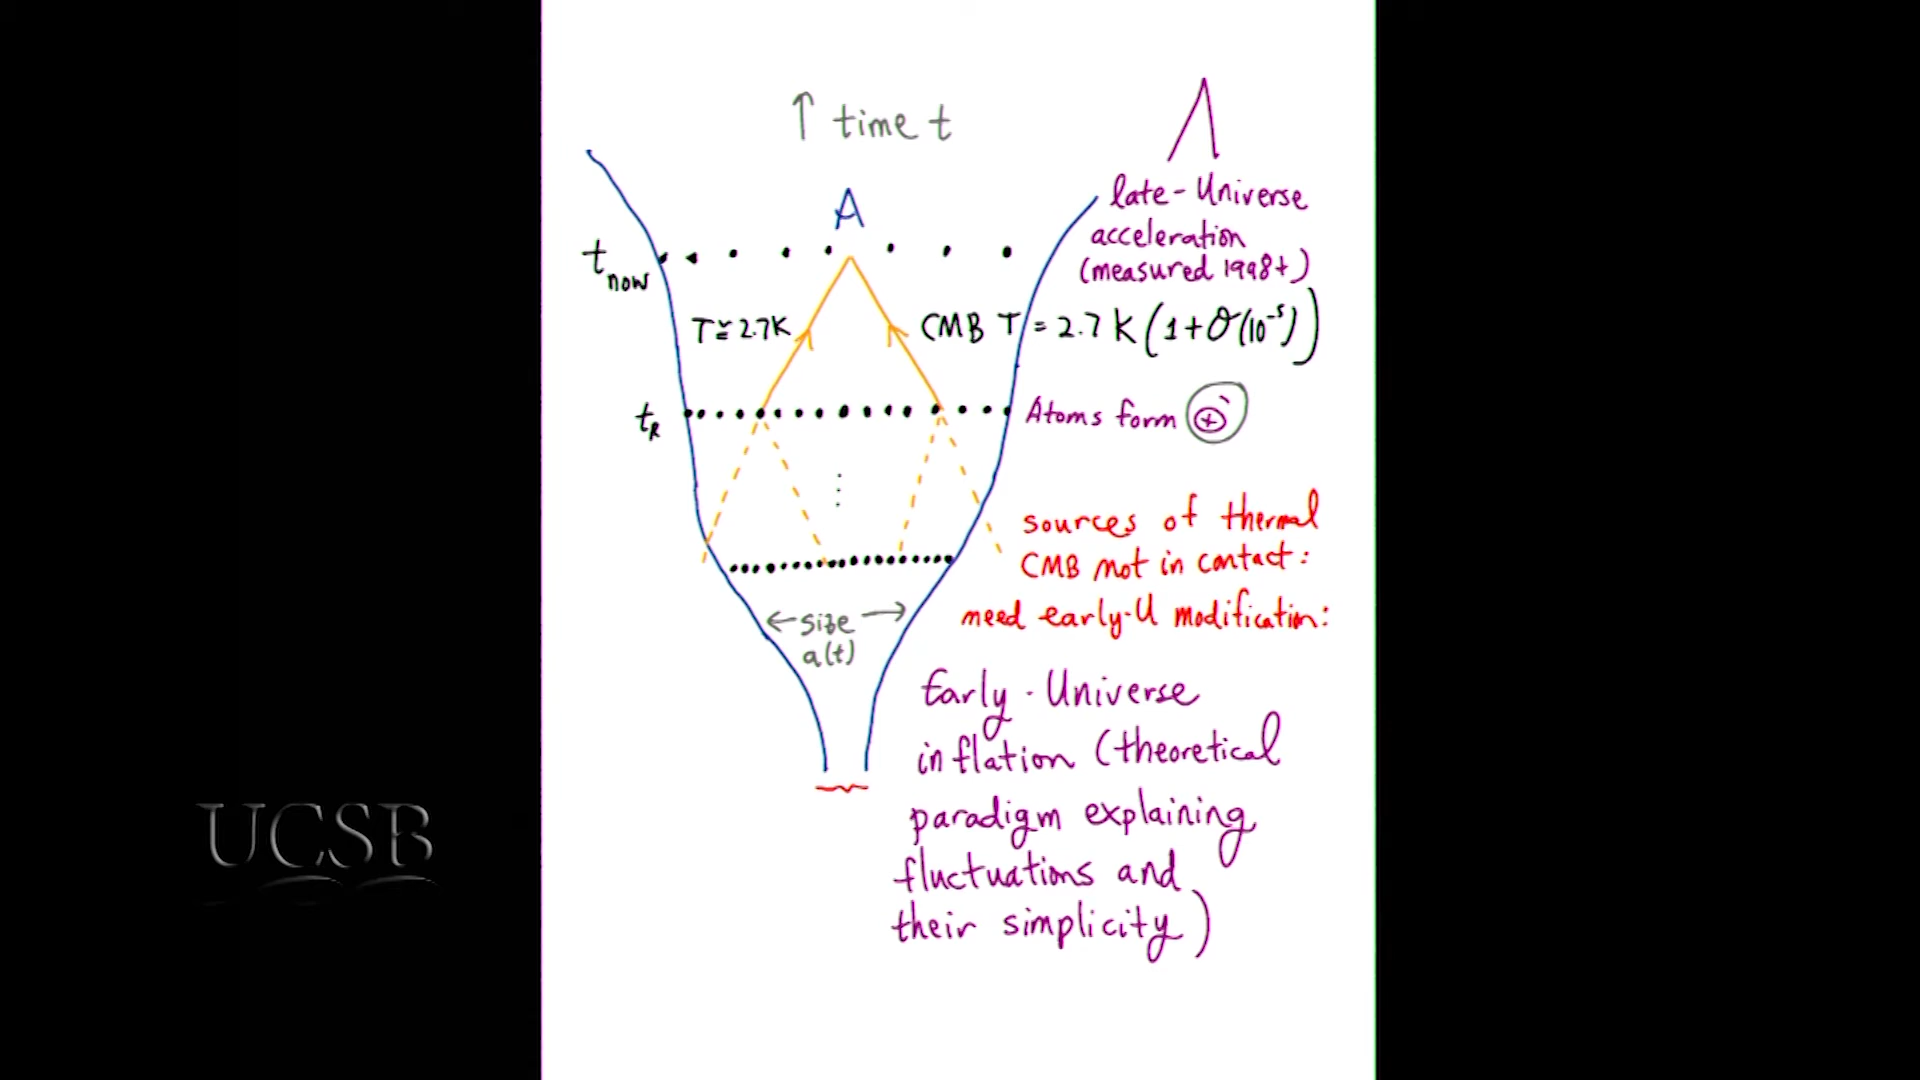 ↑ time t
Λ
late-Universe
acceleration
(measured 1998+)
A
t_now
T≅2.7K
CMB T = 2.7 K (1+O(10⁻⁵))
t_R
Atoms form ⊕ -
sources of thermal
CMB not in contact:
need early-U modification:
← size →
a(t)
Early-Universe
inflation (theoretical
paradigm explaining
fluctuations and
their simplicity)
UCSB